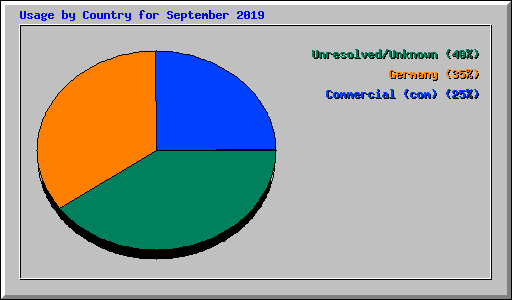 Usage by Country for September 2019
Unresolved/Unknown (40%)
Germany (35%)
Commercial (com) (25%)